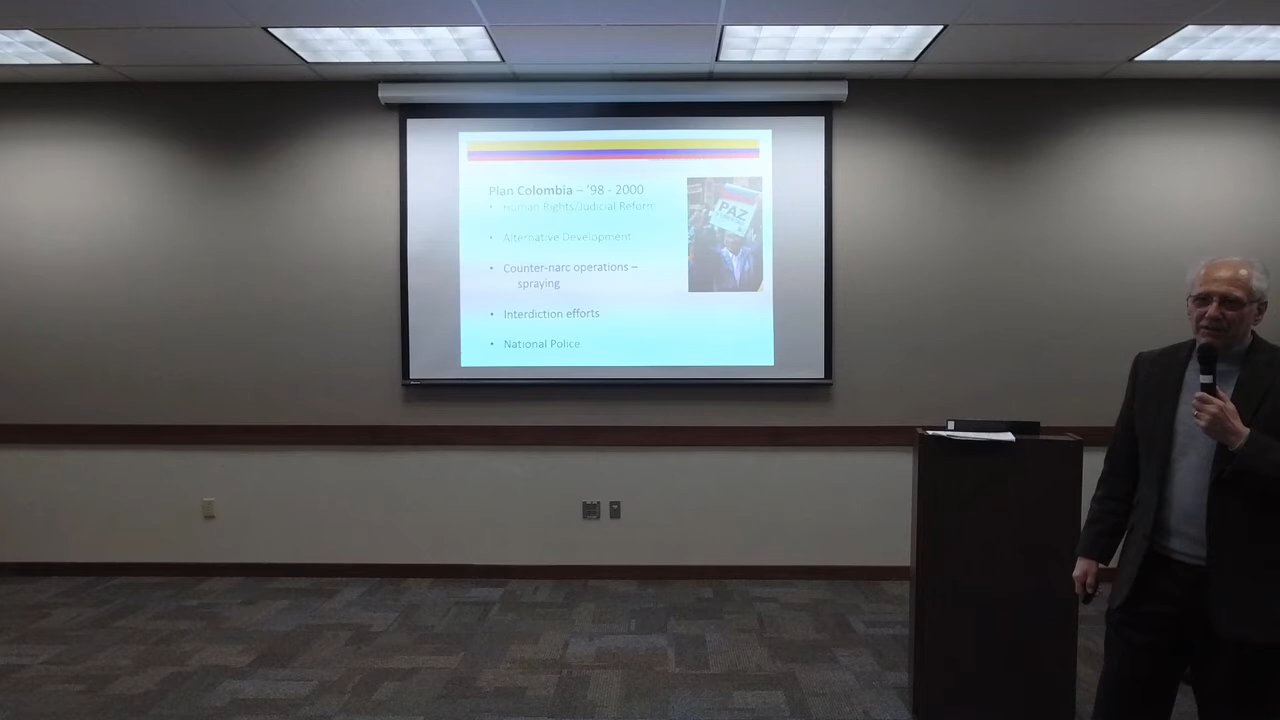 Plan Colombia – '98 - 2000
• Human Rights/Judicial Reform
• Alternative Development
• Counter-narc operations –
spraying
• Interdiction efforts
• National Police
PAZ